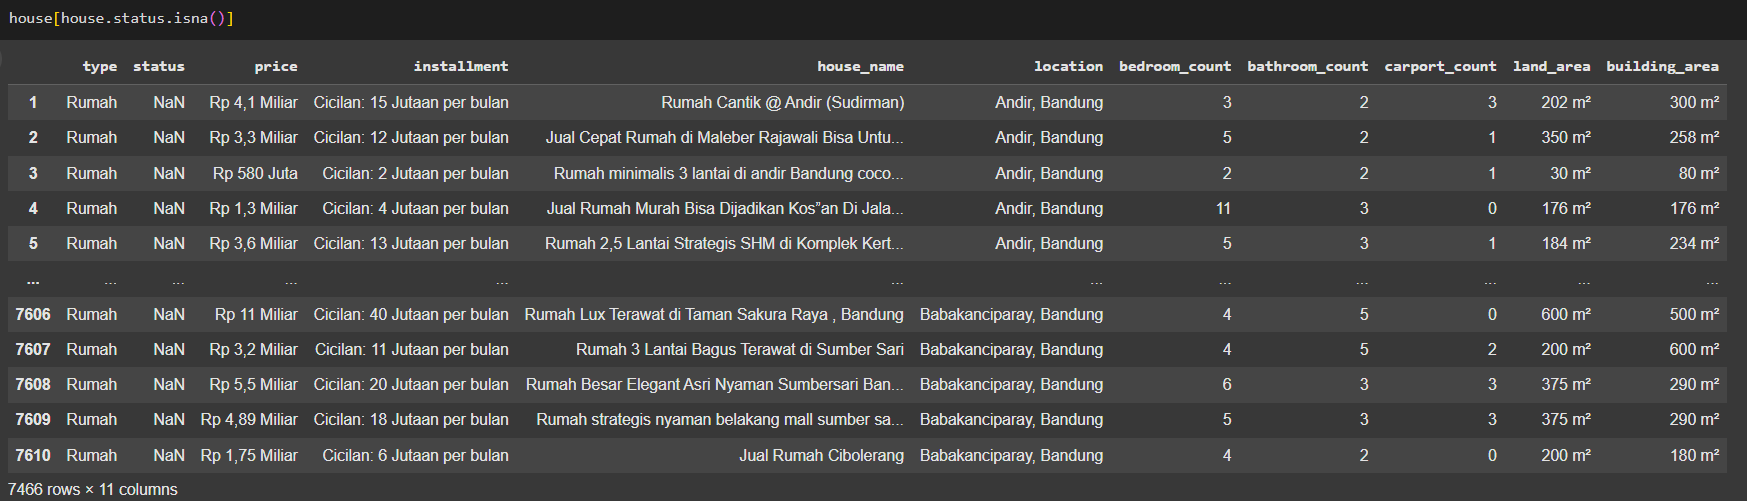 house[house.status.isna()]
type status price installment house_name location bedroom_count bathroom_count carport_count land_area building_area
1 Rumah NaN Rp 4,1 Miliar Cicilan: 15 Jutaan per bulan Rumah Cantik @ Andir (Sudirman) Andir, Bandung 3 2 3 202 m² 300 m²
2 Rumah NaN Rp 3,3 Miliar Cicilan: 12 Jutaan per bulan Jual Cepat Rumah di Maleber Rajawali Bisa Untu... Andir, Bandung 5 2 1 350 m² 258 m²
3 Rumah NaN Rp 580 Juta Cicilan: 2 Jutaan per bulan Rumah minimalis 3 lantai di andir Bandung coco... Andir, Bandung 2 2 1 30 m² 80 m²
4 Rumah NaN Rp 1,3 Miliar Cicilan: 4 Jutaan per bulan Jual Rumah Murah Bisa Dijadikan Kos”an Di Jala... Andir, Bandung 11 3 0 176 m² 176 m²
5 Rumah NaN Rp 3,6 Miliar Cicilan: 13 Jutaan per bulan Rumah 2,5 Lantai Strategis SHM di Komplek Kert... Andir, Bandung 5 3 1 184 m² 234 m²
... ... ... ... ... ... ... ... ... ... ... ...
7606 Rumah NaN Rp 11 Miliar Cicilan: 40 Jutaan per bulan Rumah Lux Terawat di Taman Sakura Raya , Bandung Babakanciparay, Bandung 4 5 0 600 m² 500 m²
7607 Rumah NaN Rp 3,2 Miliar Cicilan: 11 Jutaan per bulan Rumah 3 Lantai Bagus Terawat di Sumber Sari Babakanciparay, Bandung 4 5 2 200 m² 600 m²
7608 Rumah NaN Rp 5,5 Miliar Cicilan: 20 Jutaan per bulan Rumah Besar Elegant Asri Nyaman Sumbersari Ban... Babakanciparay, Bandung 6 3 3 375 m² 290 m²
7609 Rumah NaN Rp 4,89 Miliar Cicilan: 18 Jutaan per bulan Rumah strategis nyaman belakang mall sumber sa... Babakanciparay, Bandung 5 3 3 375 m² 290 m²
7610 Rumah NaN Rp 1,75 Miliar Cicilan: 6 Jutaan per bulan Jual Rumah Cibolerang Babakanciparay, Bandung 4 2 0 200 m² 180 m²
7466 rows × 11 columns